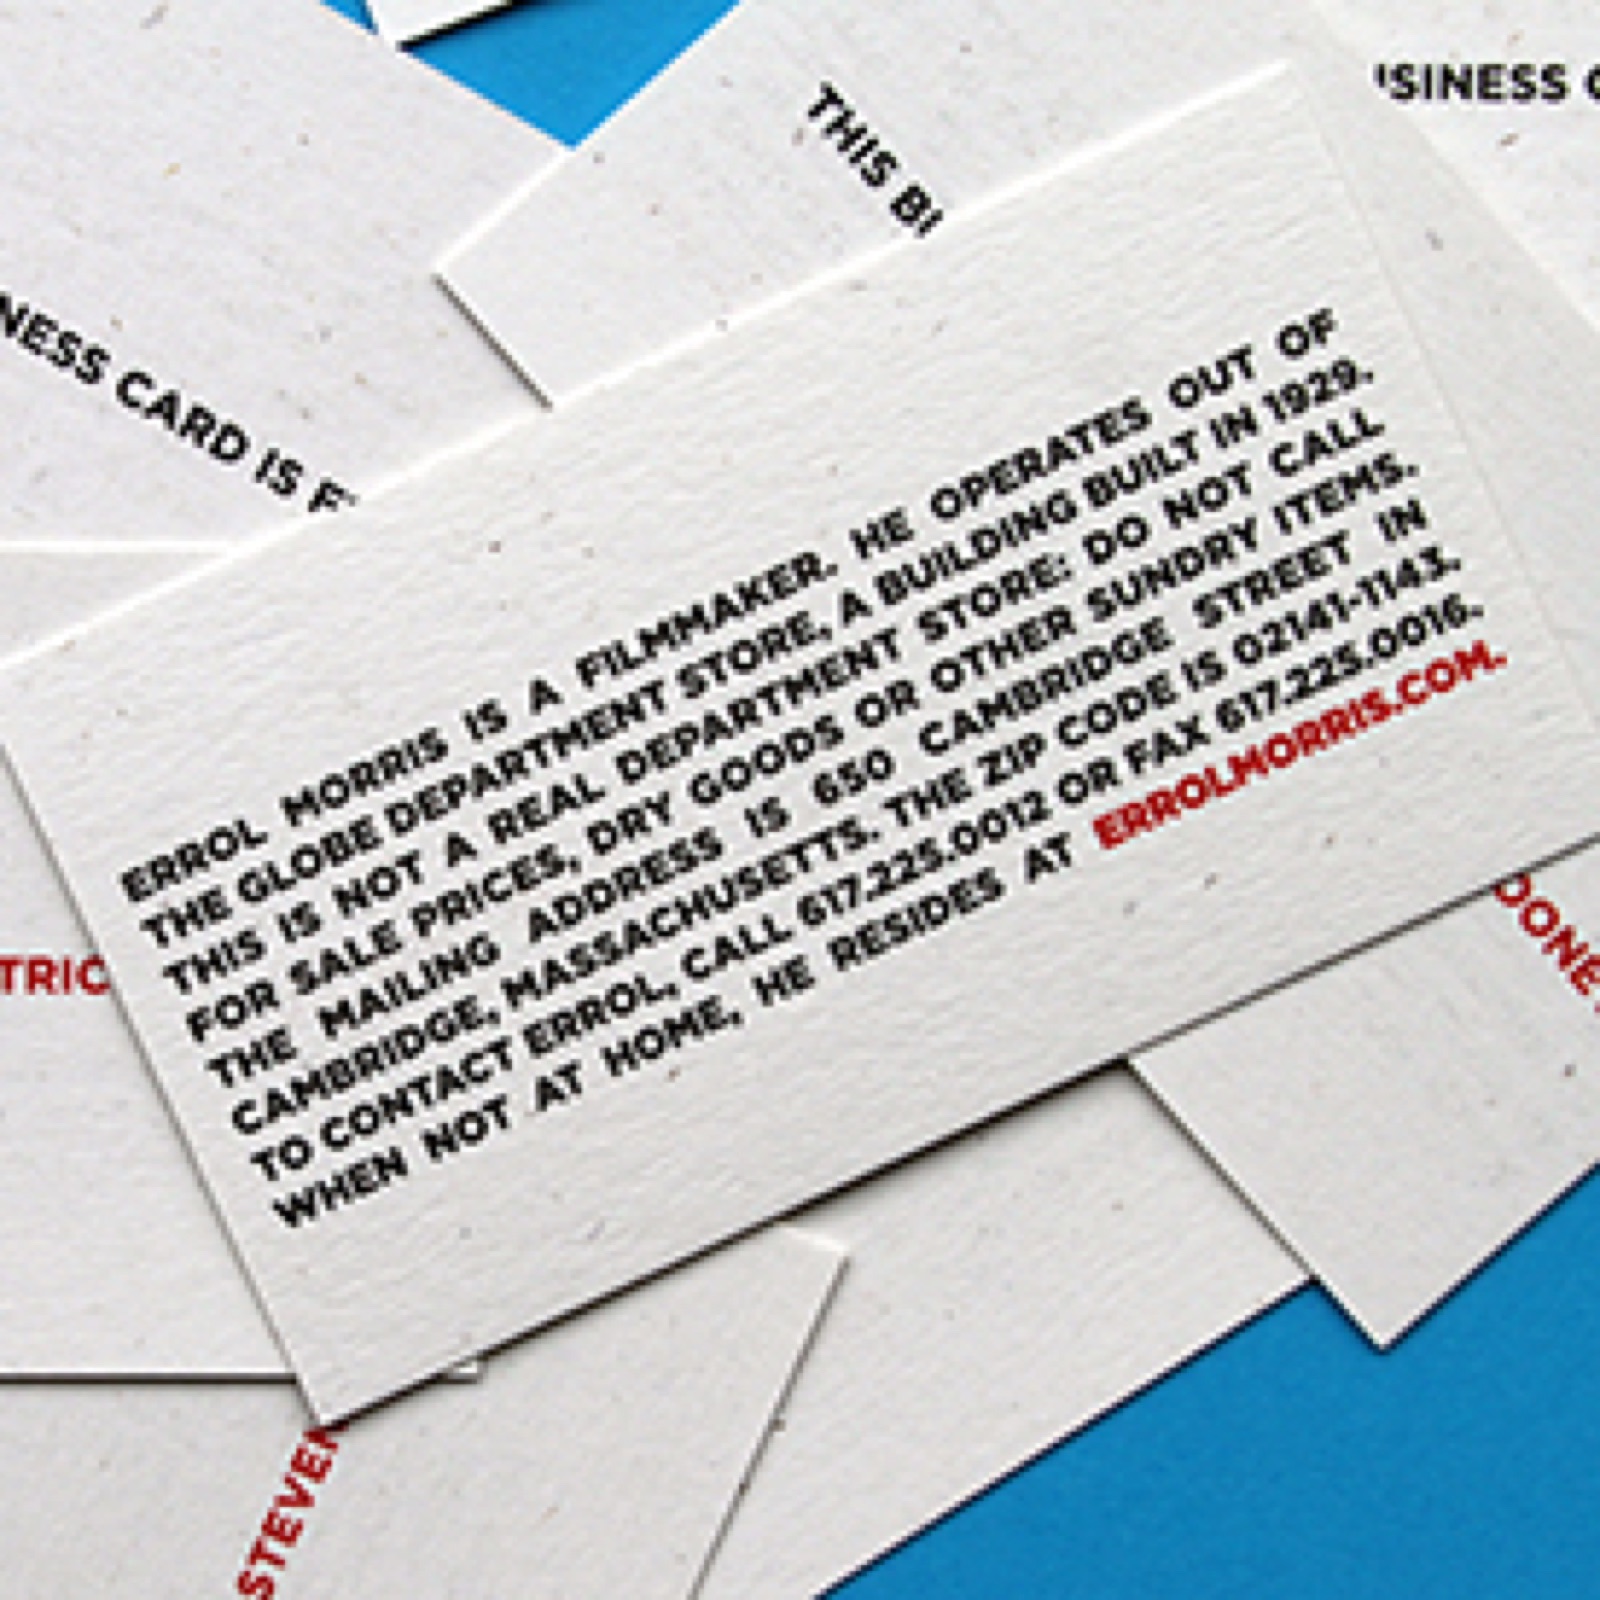 'SINESS
THIS
NESS CARD IS
ERROL MORRIS IS A FILMMAKER. HE OPERATES OUT OF
THE GLOBE DEPARTMENT STORE, A BUILDING BUILT IN 1929.
THIS IS NOT A REAL DEPARTMENT STORE: DO NOT CALL
FOR SALE PRICES, DRY GOODS OR OTHER SUNDRY ITEMS.
THE MAILING ADDRESS IS 650 CAMBRIDGE STREET IN
CAMBRIDGE, MASSACHUSETTS. THE ZIP CODE IS 02141-1143.
TO CONTACT ERROL, CALL 617.225.0012 OR FAX 617.225.0016.
WHEN NOT AT HOME, HE RESIDES AT ERROLMORRIS.COM.
TRIC
DONE
STEVEN